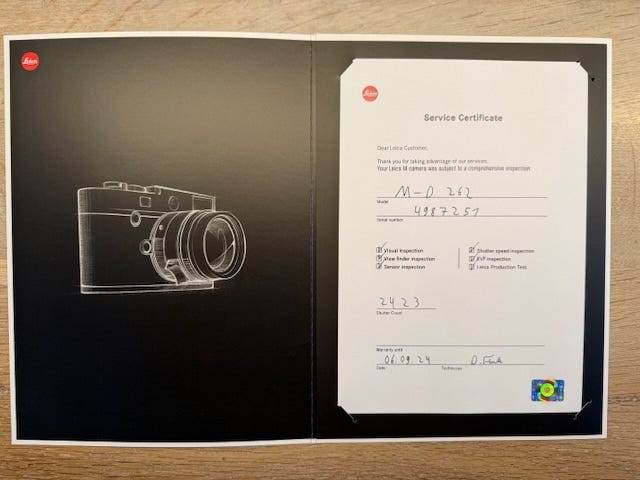 Leica
Leica
Service Certificate
Dear Leica Customer,
Thank you for taking advantage of our services.
Your Leica M camera was subject to a comprehensive inspection.
M-D 262
Model
4987251
Serial number
Visual inspection
View finder inspection
Sensor inspection
Shutter speed inspection
EVF inspection
Leica Production Test
2423
Shutter Count
Warranty until
06.09.24
Date
Technician